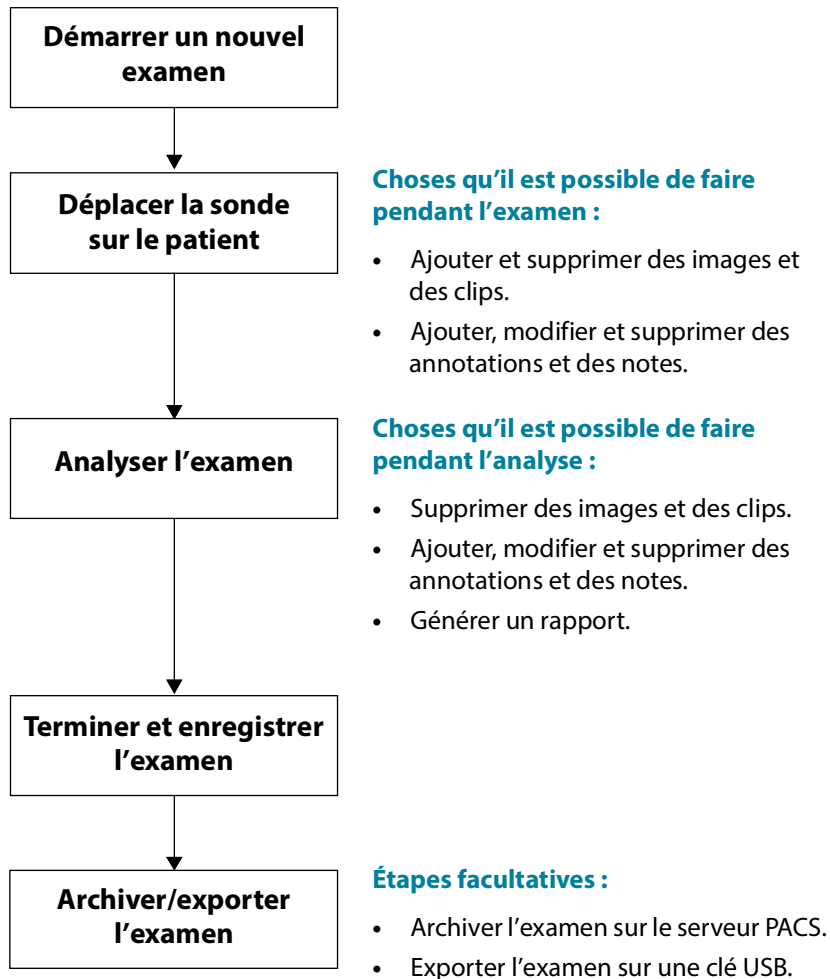 Démarrer un nouvel
examen
Déplacer la sonde
sur le patient
Choses qu’il est possible de faire
pendant l’examen :
• Ajouter et supprimer des images et
des clips.
• Ajouter, modifier et supprimer des
annotations et des notes.
Analyser l’examen
Choses qu’il est possible de faire
pendant l’analyse :
• Supprimer des images et des clips.
• Ajouter, modifier et supprimer des
annotations et des notes.
• Générer un rapport.
Terminer et enregistrer
l’examen
Archiver/exporter
l’examen
Étapes facultatives :
• Archiver l’examen sur le serveur PACS.
• Exporter l’examen sur une clé USB.